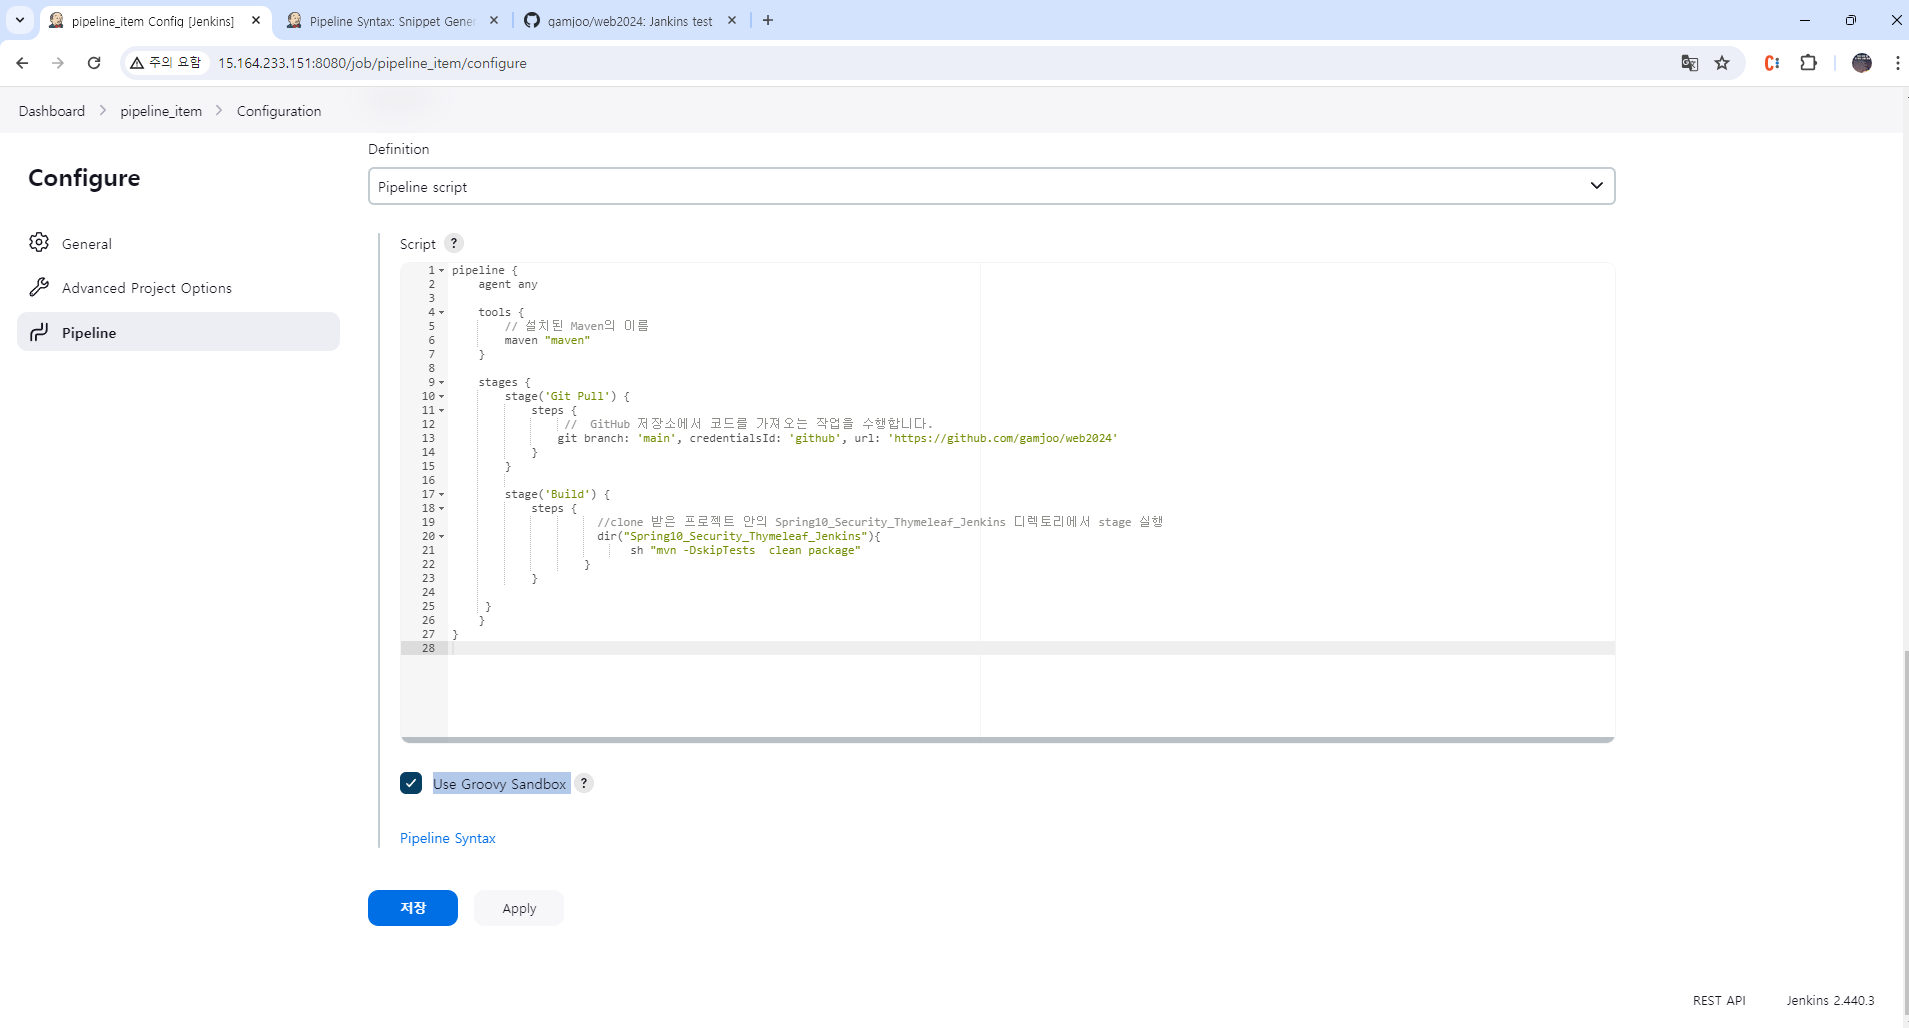 pipeline_item Config [Jenkins]
Pipeline Syntax: Snippet Gener
gamjoo/web2024: Jankins test
주의 요함
15.164.233.151:8080/job/pipeline_item/configure
Dashboard
pipeline_item
Configuration
Configure
General
Advanced Project Options
Pipeline
Definition
Pipeline script
Script ?
1 pipeline {
2     agent any
3
4     tools {
5         // 설치된 Maven의 이름
6         maven "maven"
7     }
8
9     stages {
10         stage('Git Pull') {
11             steps {
12                  //  GitHub 저장소에서 코드를 가져오는 작업을 수행합니다.
13                 git branch: 'main', credentialsId: 'github', url: 'https://github.com/gamjoo/web2024'
14             }
15         }
16
17         stage('Build') {
18             steps {
19                       //clone 받은 프로젝트 안의 Spring10_Security_Thymeleaf_Jenkins 디렉토리에서 stage 실행
20                       dir("Spring10_Security_Thymeleaf_Jenkins"){
21                           sh "mvn -DskipTests  clean package"
22                     }
23             }
24
25      }
26     }
27 }
28
Use Groovy Sandbox ?
Pipeline Syntax
저장
Apply
REST API
Jenkins 2.440.3